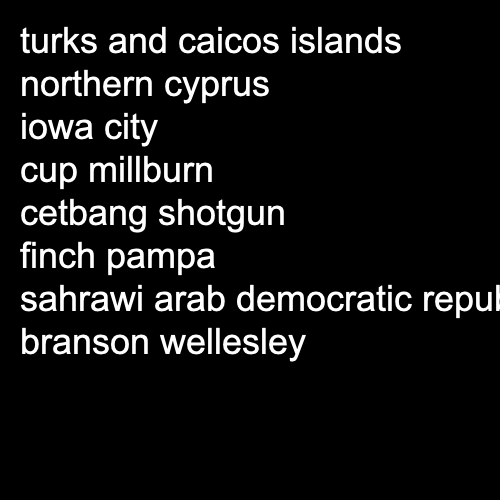 turks and caicos islands
northern cyprus
iowa city
cup millburn
cetbang shotgun
finch pampa
sahrawi arab democratic
branson wellesley